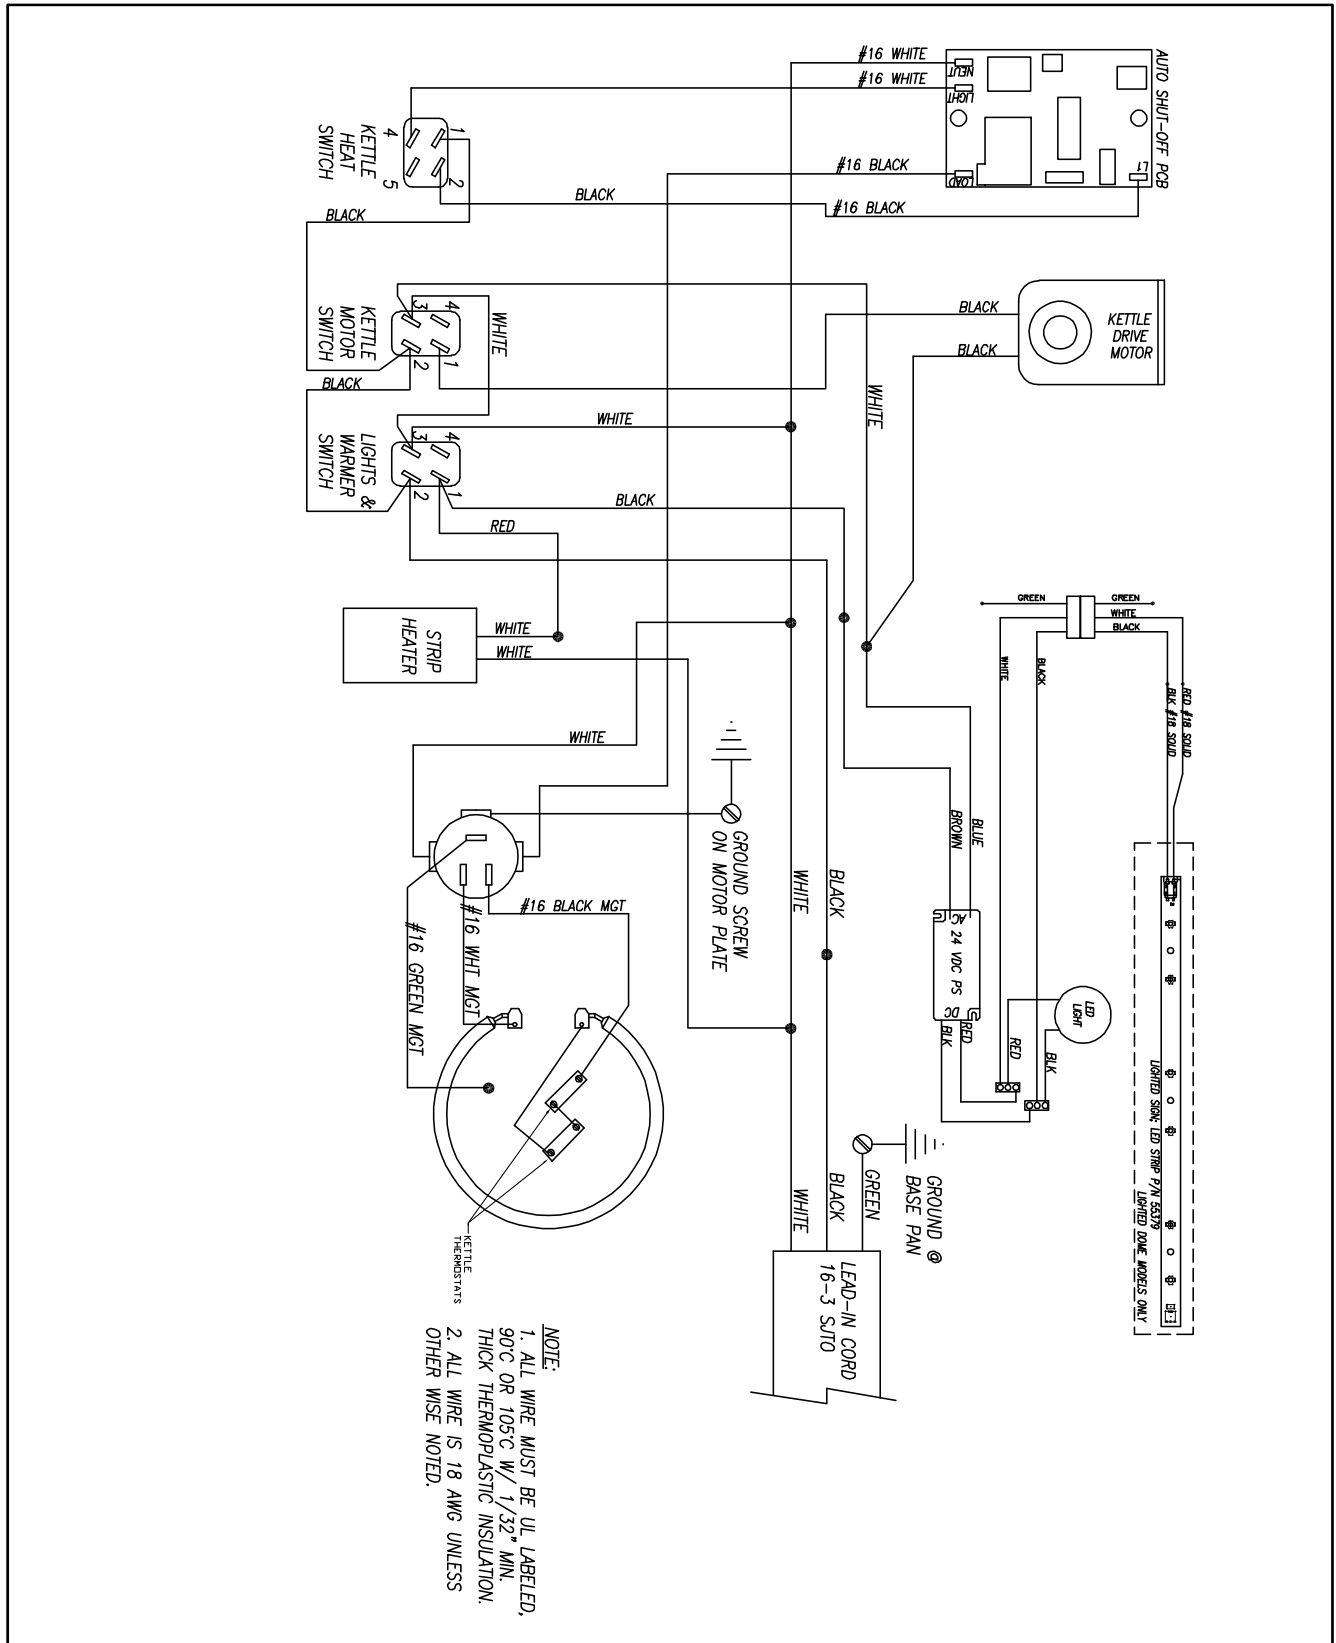 #16 WHITE
#16 WHITE
NEUT
LIGHT
AUTO SHUT-OFF PCB
L1
LOAD
#16 BLACK
#16 BLACK
BLACK
1
4
2
5
KETTLE
HEAT
SWITCH
BLACK
KETTLE
MOTOR
SWITCH
3
4
2
1
WHITE
BLACK
BLACK
KETTLE
DRIVE
MOTOR
BLACK
WHITE
LIGHTS &
WARMER
SWITCH
3
4
2
1
WHITE
BLACK
RED
STRIP
HEATER
WHITE
WHITE
GREEN
GREEN
WHITE
BLACK
WHITE
BLACK
RED #18 SOLID
BLK #18 SOLID
WHITE
GROUND SCREW
ON MOTOR PLATE
BLUE
BROWN
WHITE
BLACK
AC
24 VDC PS
DC
RED
BLK
LED
LIGHT
RED
BLK
#16 BLACK MGT
#16 WHT MGT
#16 GREEN MGT
LIGHTED SIGN; LED STRIP P/N 55379
LIGHTED DOME MODELS ONLY
GROUND @
BASE PAN
GREEN
BLACK
WHITE
KETTLE
THERMOSTATS
LEAD-IN CORD
16-3 SJTO
NOTE:
1. ALL WIRE MUST BE UL LABELED,
90°C OR 105°C W/ 1/32" MIN.
THICK THERMOPLASTIC INSULATION.
2. ALL WIRE IS 18 AWG UNLESS
OTHER WISE NOTED.